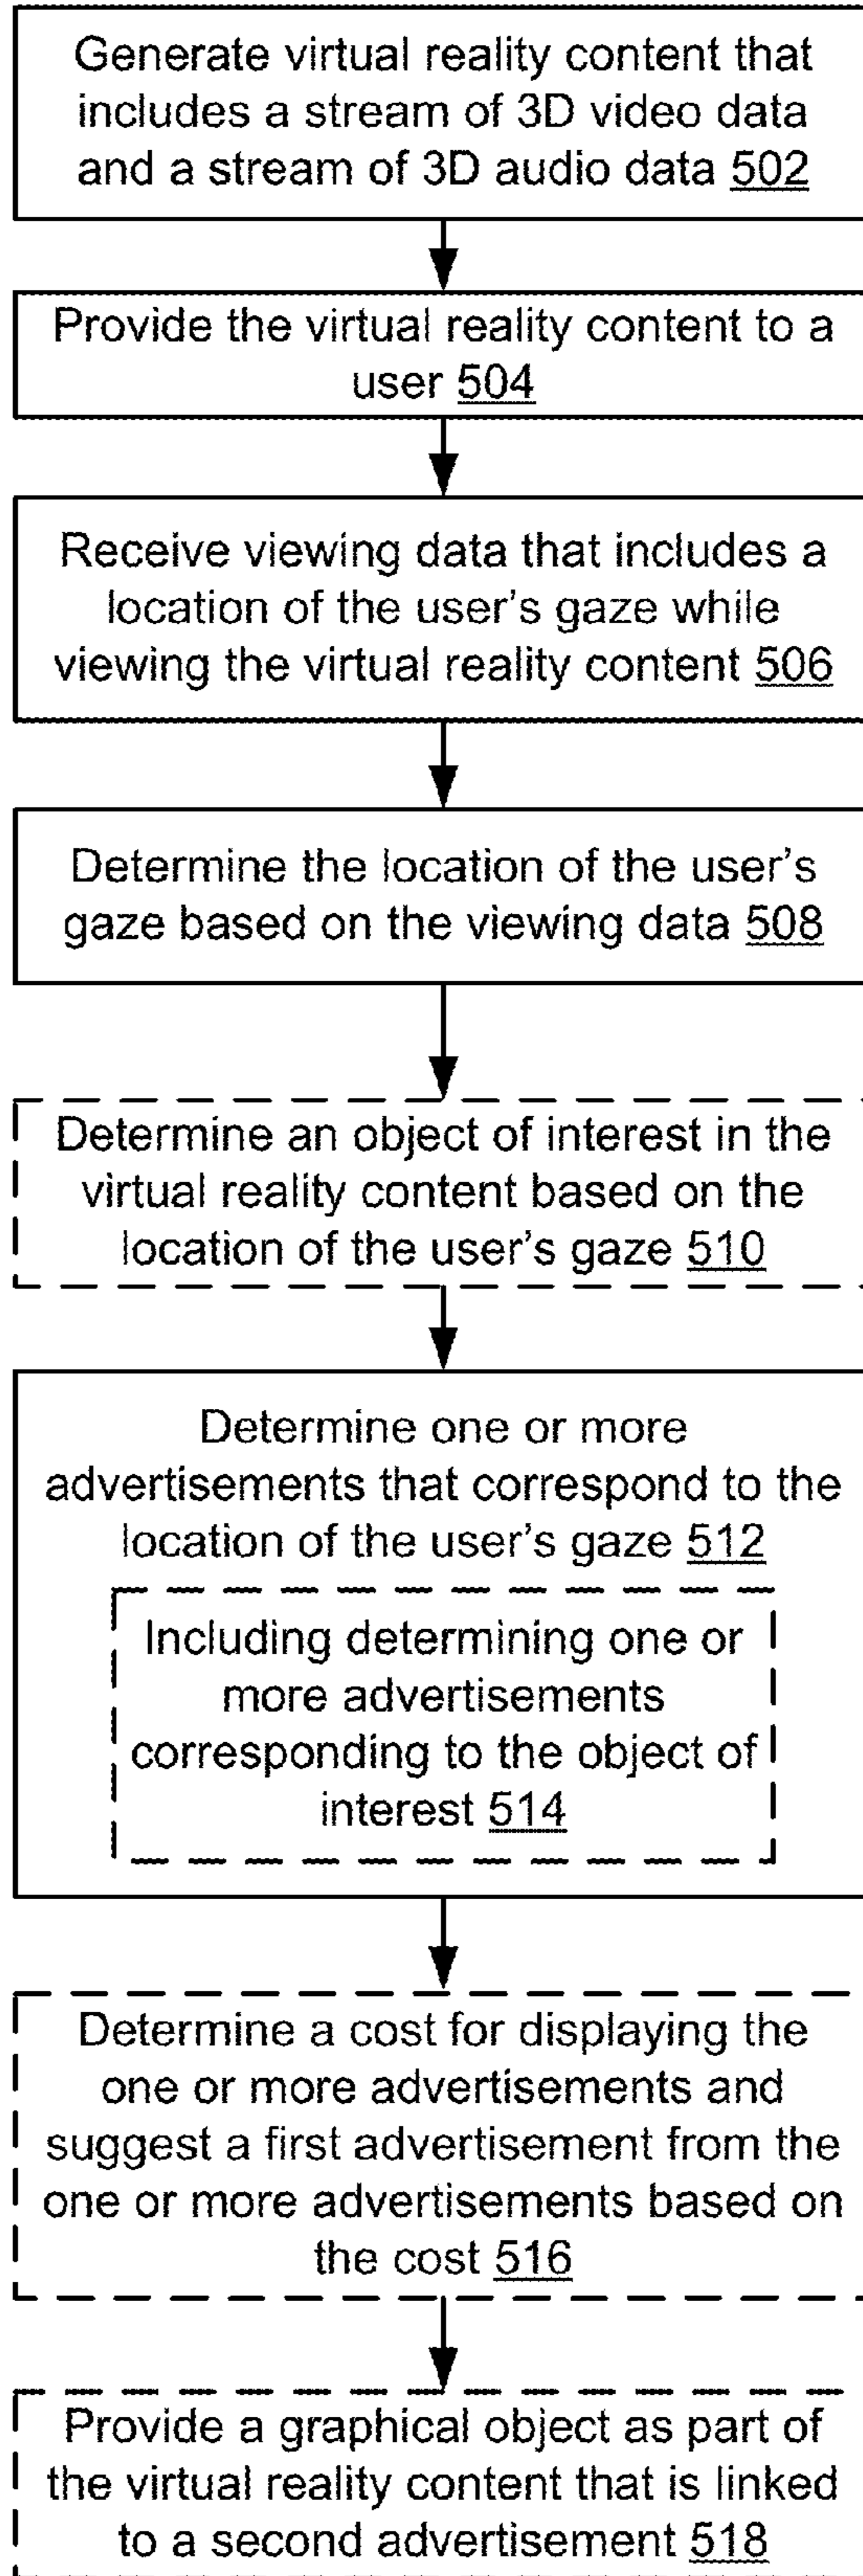 Generate virtual reality content that
includes a stream of 3D video data
and a stream of 3D audio data 502
Provide the virtual reality content to a
user 504
Receive viewing data that includes a
location of the user's gaze while
viewing the virtual reality content 506
Determine the location of the user's
gaze based on the viewing data 508
Determine an object of interest in the
virtual reality content based on the
location of the user's gaze 510
Determine one or more
advertisements that correspond to the
location of the user's gaze 512
Including determining one or
more advertisements
corresponding to the object of
interest 514
Determine a cost for displaying the
one or more advertisements and
suggest a first advertisement from the
one or more advertisements based on
the cost 516
Provide a graphical object as part of
the virtual reality content that is linked
to a second advertisement 518